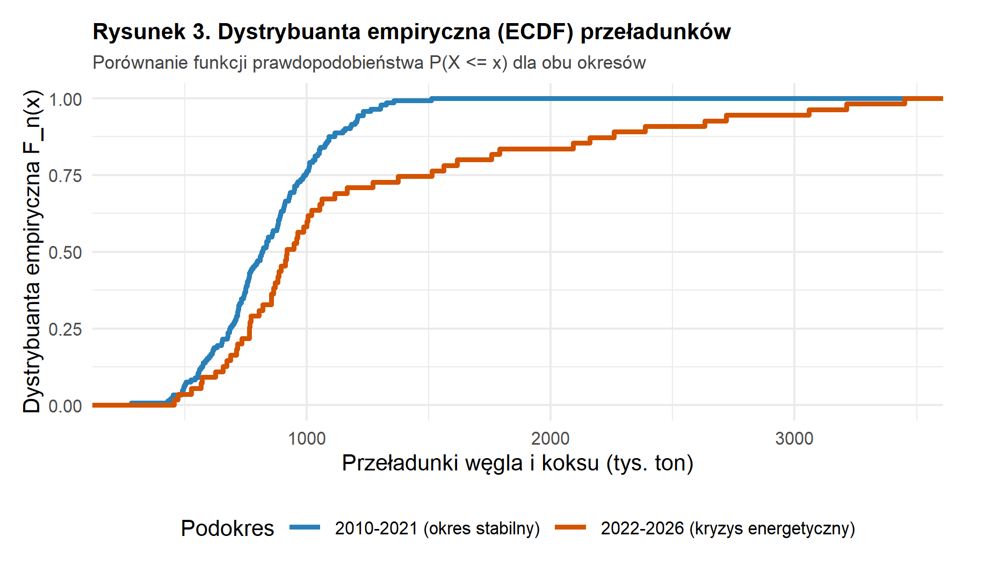 Rysunek 3. Dystrybuanta empiryczna (ECDF) przeładunków
Porównanie funkcji prawdopodobieństwa P(X <= x) dla obu okresów
Dystrybuanta empiryczna F_n(x)
1.00
0.75
0.50
0.25
0.00
1000 2000 3000
Przeładunki węgla i koksu (tys. ton)
Podokres 2010-2021 (okres stabilny) 2022-2026 (kryzys energetyczny)